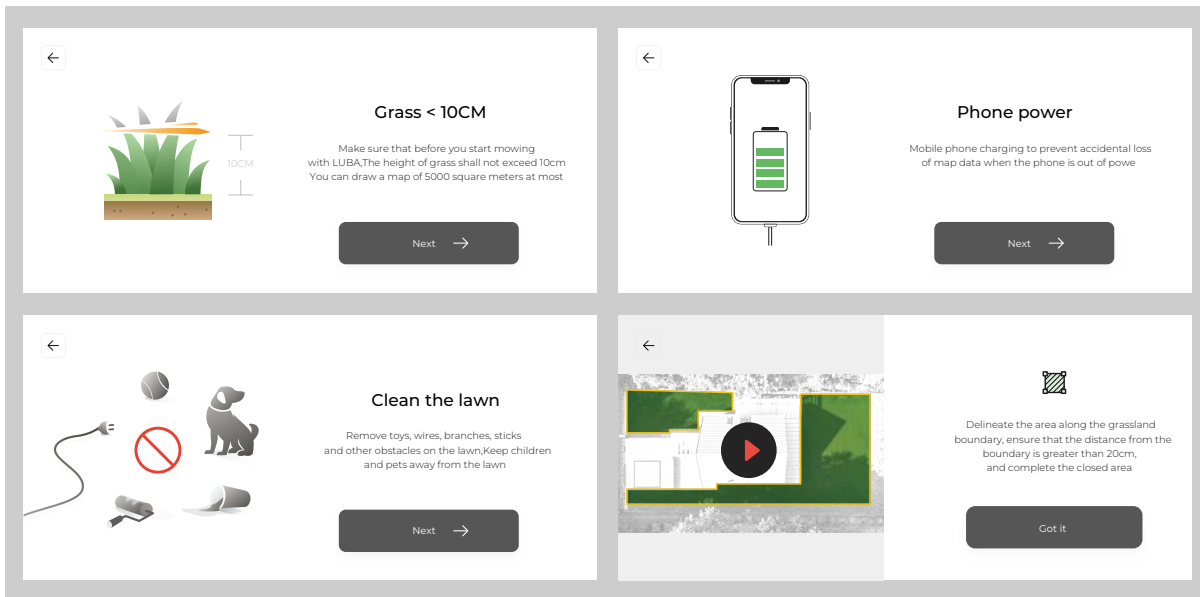 Grass < 10CM
10CM
Make sure that before you start mowing
with LUBA,The height of grass shall not exceed 10cm
You can draw a map of 5000 square meters at most
Next
Phone power
Mobile phone charging to prevent accidental loss
of map data when the phone is out of powe
Next
Clean the lawn
Remove toys, wires, branches, sticks
and other obstacles on the lawn,Keep children
and pets away from the lawn
Next
Delineate the area along the grassland
boundary, ensure that the distance from the
boundary is greater than 20cm,
and complete the closed area
Got it